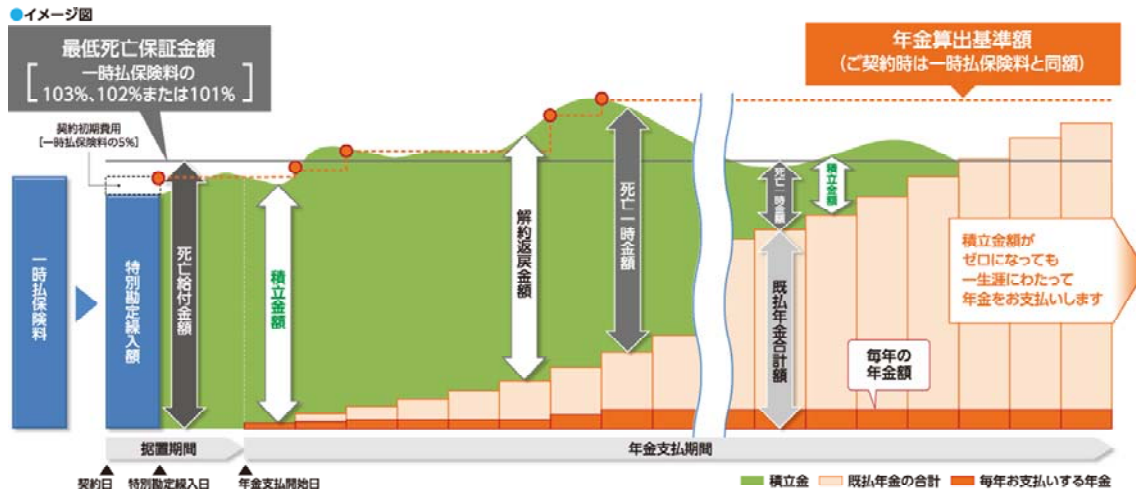 ●イメージ図
最低死亡保証金額
一時払保険料の
103%、102%または101%
年金算出基準額
(ご契約時は一時払保険料と同額)
契約初期費用
[一時払保険料の5%]
一時払保険料
特別勘定繰入額
死亡給付金額
積立金額
解約返戻金額
死亡一時金額
死亡一時金額
積立金額
既払年金合計額
積立金額が
ゼロになっても
一生涯にわたって
年金をお支払いします
毎年の
年金額
据置期間
年金支払期間
契約日
特別勘定繰入日
年金支払開始日
積立金
既払年金の合計
毎年お支払いする年金